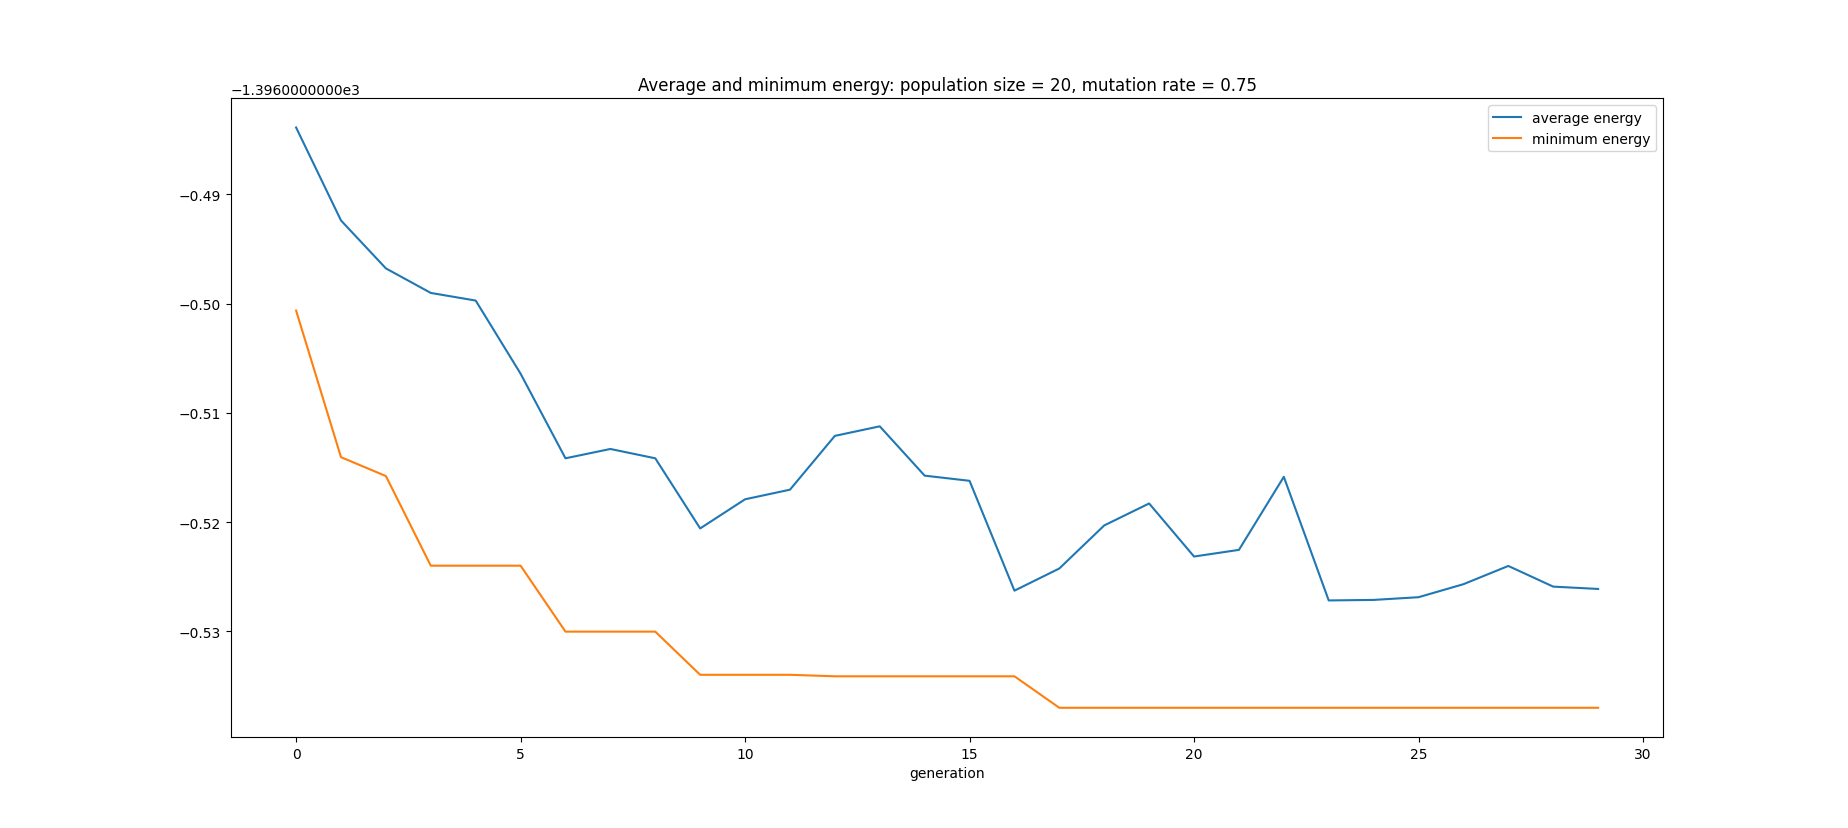 Average and minimum energy: population size = 20, mutation rate = 0.75
−1.3960000000e3
average energy
minimum energy
−0.49
−0.50
−0.51
−0.52
−0.53
0 5 10 15 20 25 30
generation